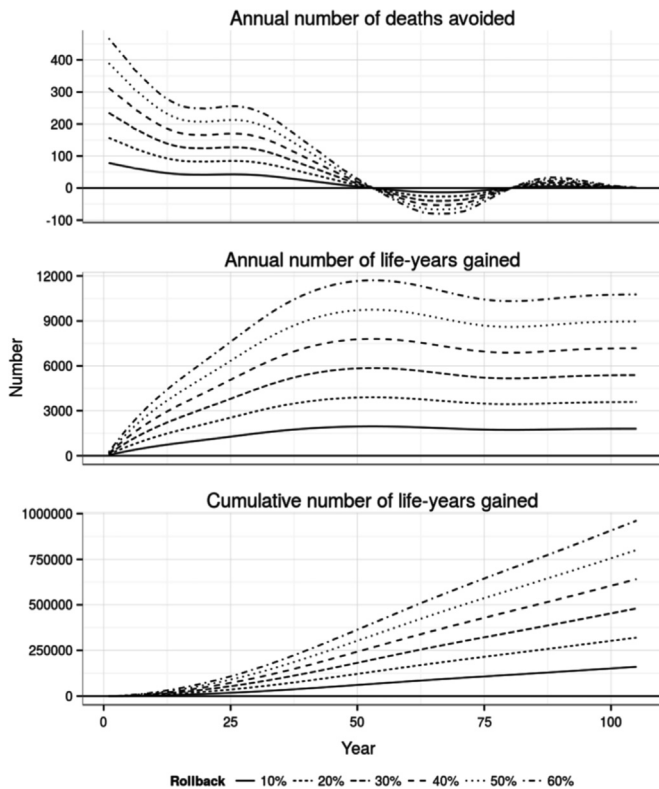 Annual number of deaths avoided
400
300
200
100
0
-100
Annual number of life-years gained
12000
9000
6000
3000
0
Number
Cumulative number of life-years gained
1000000
750000
500000
250000
0
0 25 50 75 100
Year
Rollback 10% 20% 30% 40% 50% 60%